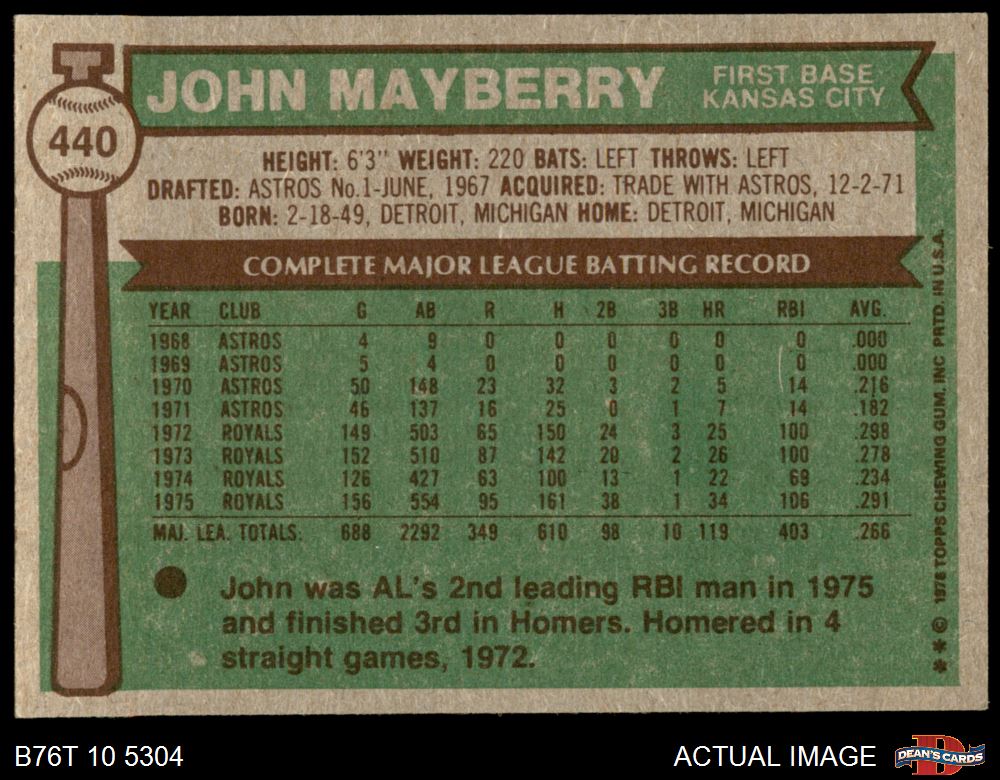 440
JOHN MAYBERRY
FIRST BASE
KANSAS CITY
HEIGHT: 6'3" WEIGHT: 220 BATS: LEFT THROWS: LEFT
DRAFTED: ASTROS No.1-JUNE, 1967 ACQUIRED: TRADE WITH ASTROS, 12-2-71
BORN: 2-18-49, DETROIT, MICHIGAN HOME: DETROIT, MICHIGAN
COMPLETE MAJOR LEAGUE BATTING RECORD
YEAR CLUB G AB R H 2B 3B HR RBI AVG.
1968 ASTROS 4 9 0 0 0 0 0 0 .000
1969 ASTROS 5 4 0 0 0 0 0 0 .000
1970 ASTROS 50 148 23 32 3 2 5 14 .216
1971 ASTROS 46 137 16 25 0 1 7 14 .182
1972 ROYALS 149 503 65 150 24 3 25 100 .298
1973 ROYALS 152 510 87 142 20 2 26 100 .278
1974 ROYALS 126 427 63 100 13 1 22 69 .234
1975 ROYALS 156 554 95 161 38 1 34 106 .291
MAJ. LEA. TOTALS: 688 2292 349 610 98 10 119 403 .266
John was AL's 2nd leading RBI man in 1975
and finished 3rd in Homers. Homered in 4
straight games, 1972.
* * © 1976 TOPPS CHEWING GUM, INC PRTD. IN U.S.A.
B76T 10 5304
ACTUAL IMAGE
D
DEAN'S CARDS